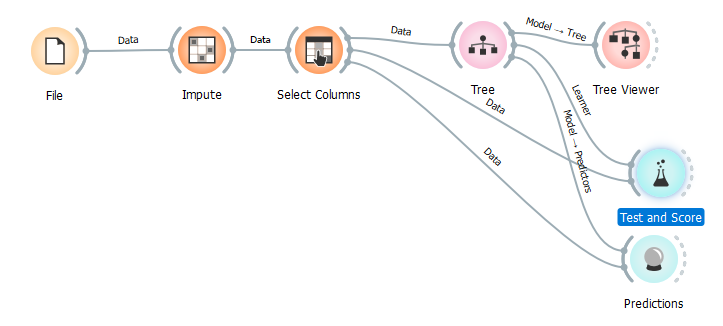 Data
Data
Data
Model → Tree
File
Impute
Select Columns
Tree
Tree Viewer
Learner
Data
Model → Predictors
Data
Test and Score
Predictions